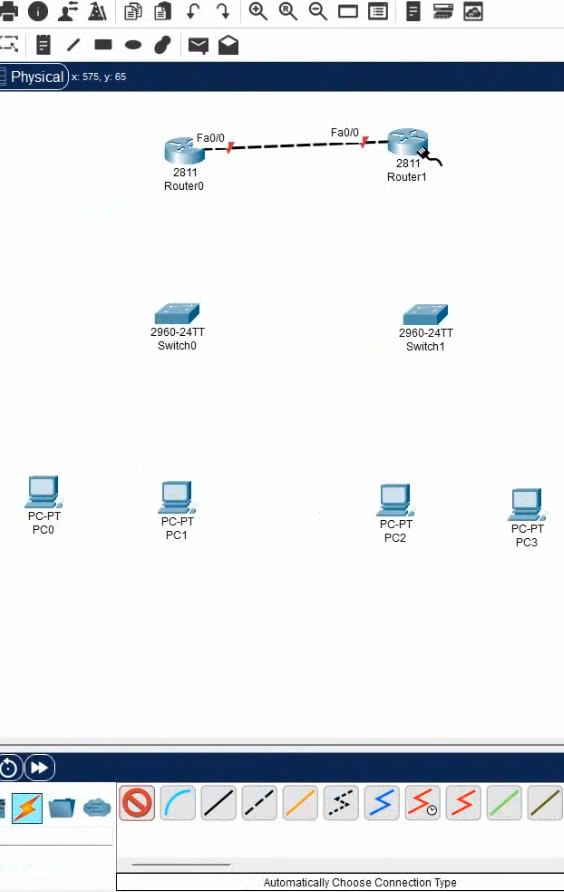 Physical x: 575, y: 65
Fa0/0 Fa0/0
2811
Router0
2811
Router1
2960-24TT
Switch0
2960-24TT
Switch1
PC-PT
PC0
PC-PT
PC1
PC-PT
PC2
PC-PT
PC3
Automatically Choose Connection Type